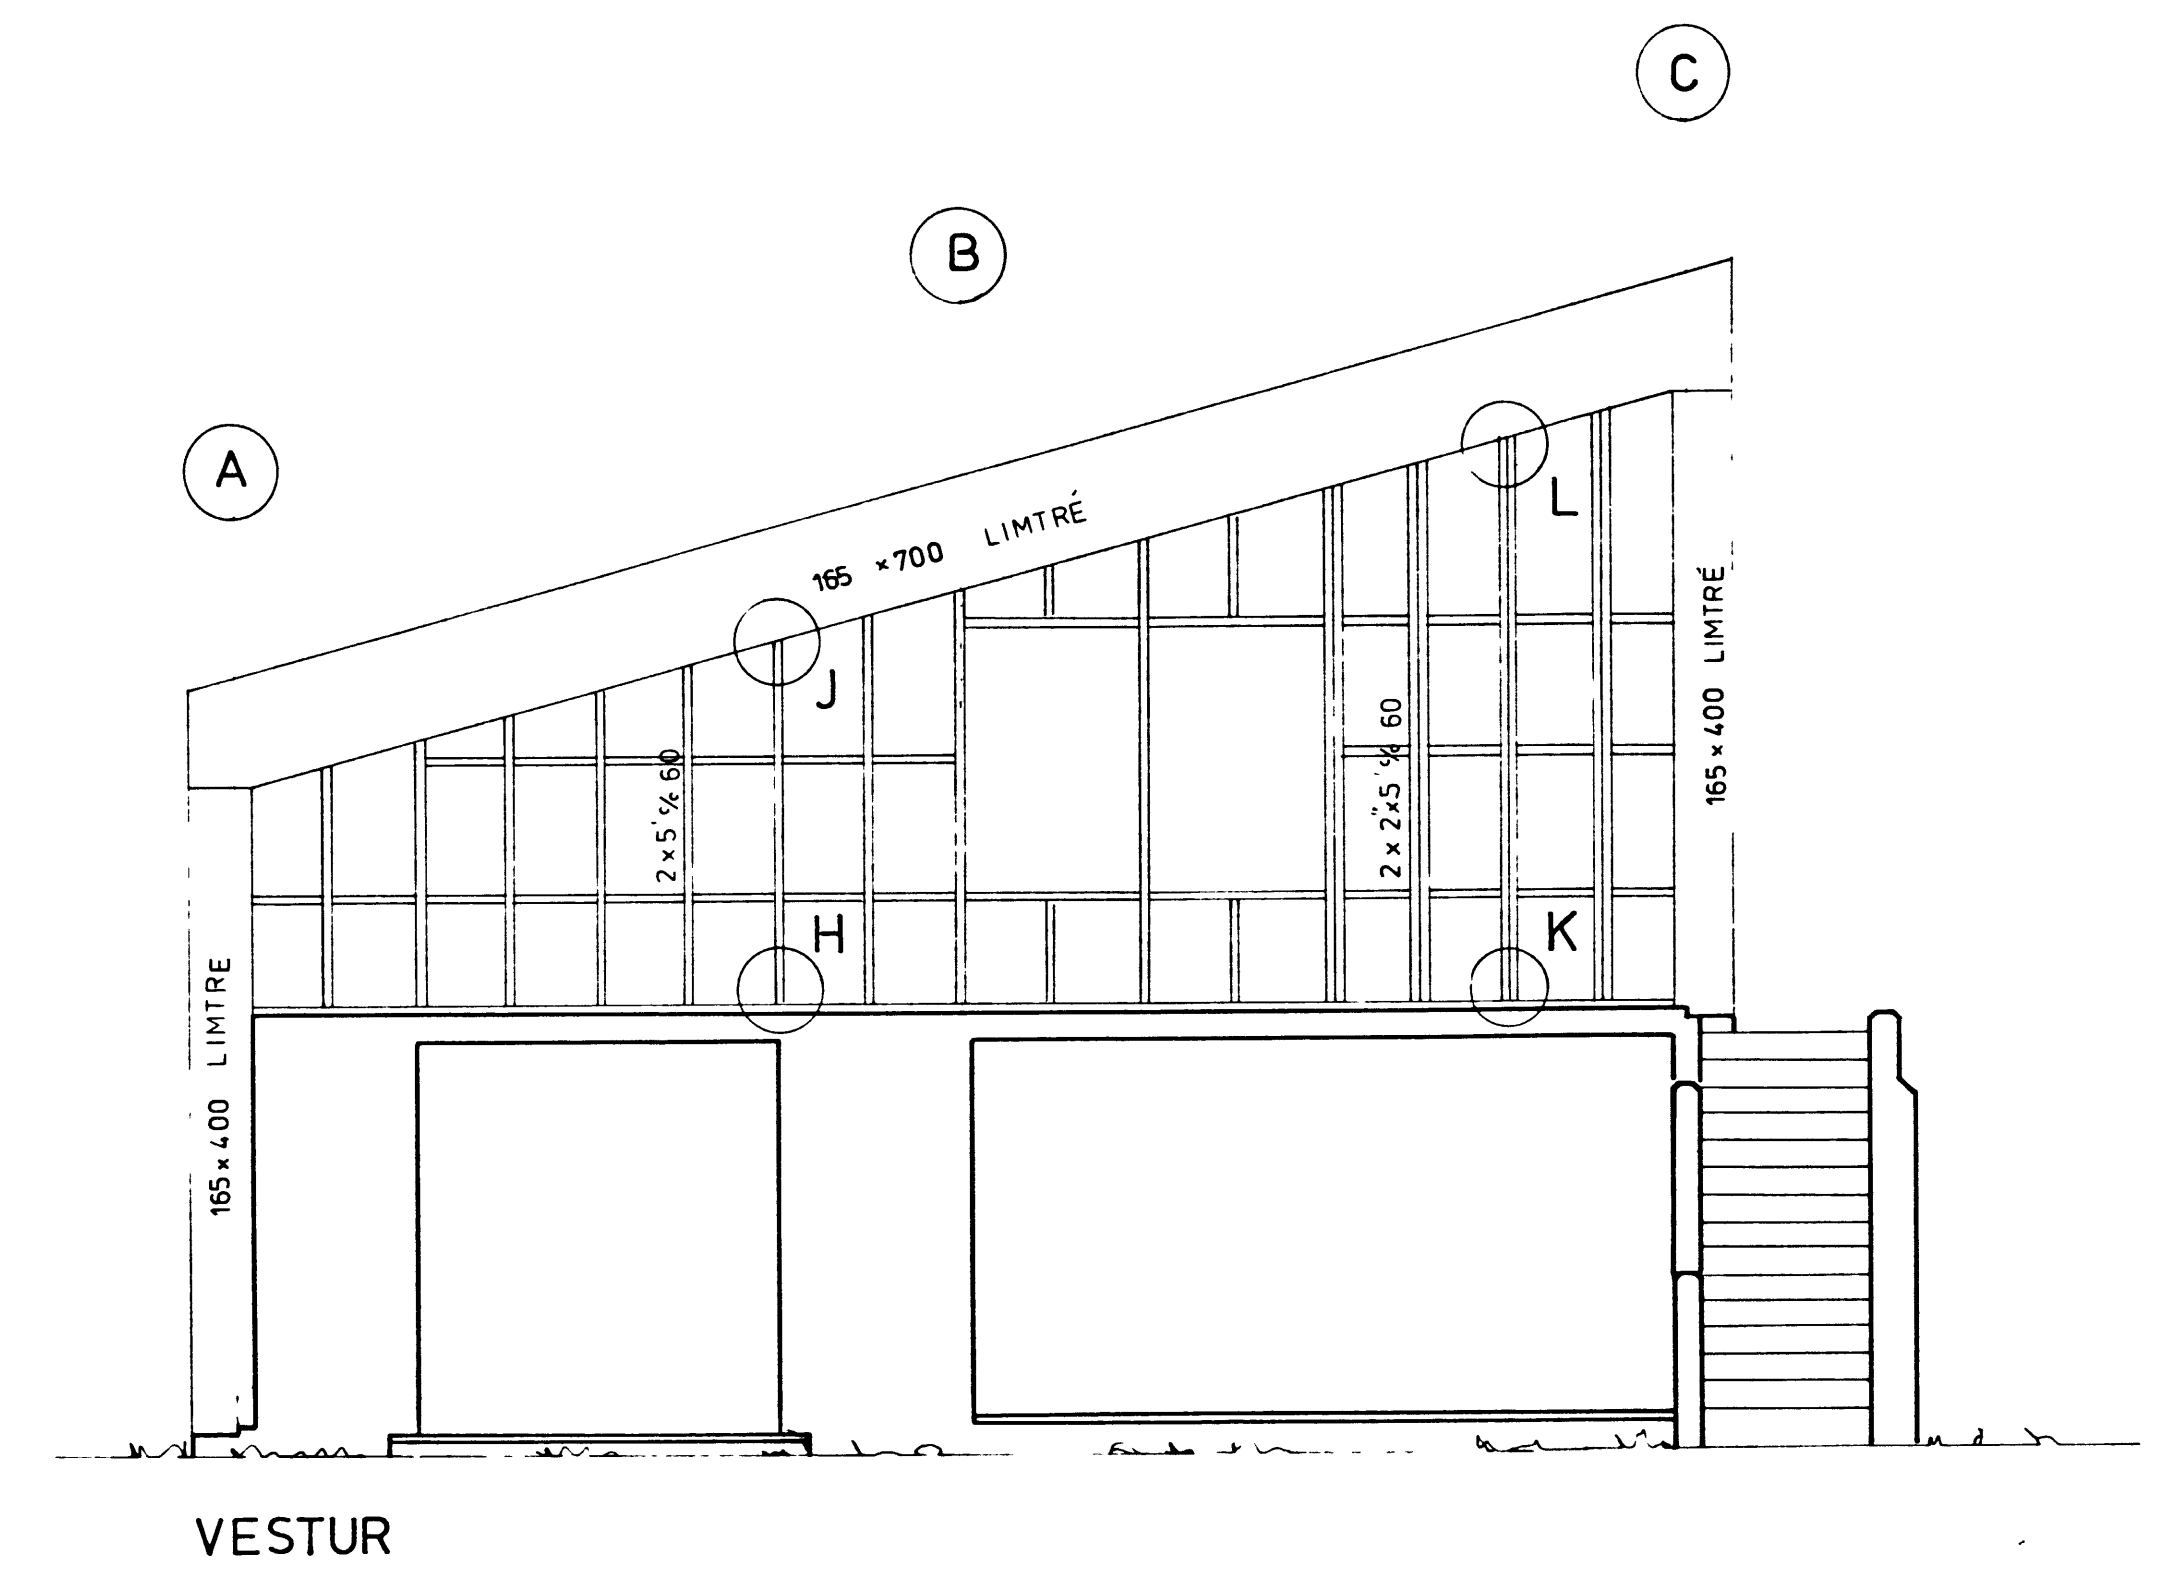 C
B
A
165 ×700 LIMTRÉ
L
J
165×400 LIMTRÉ
2×5' c/c 60
2 × 2"×5' c/c 60
H
K
165×400 LIMTRE
VESTUR